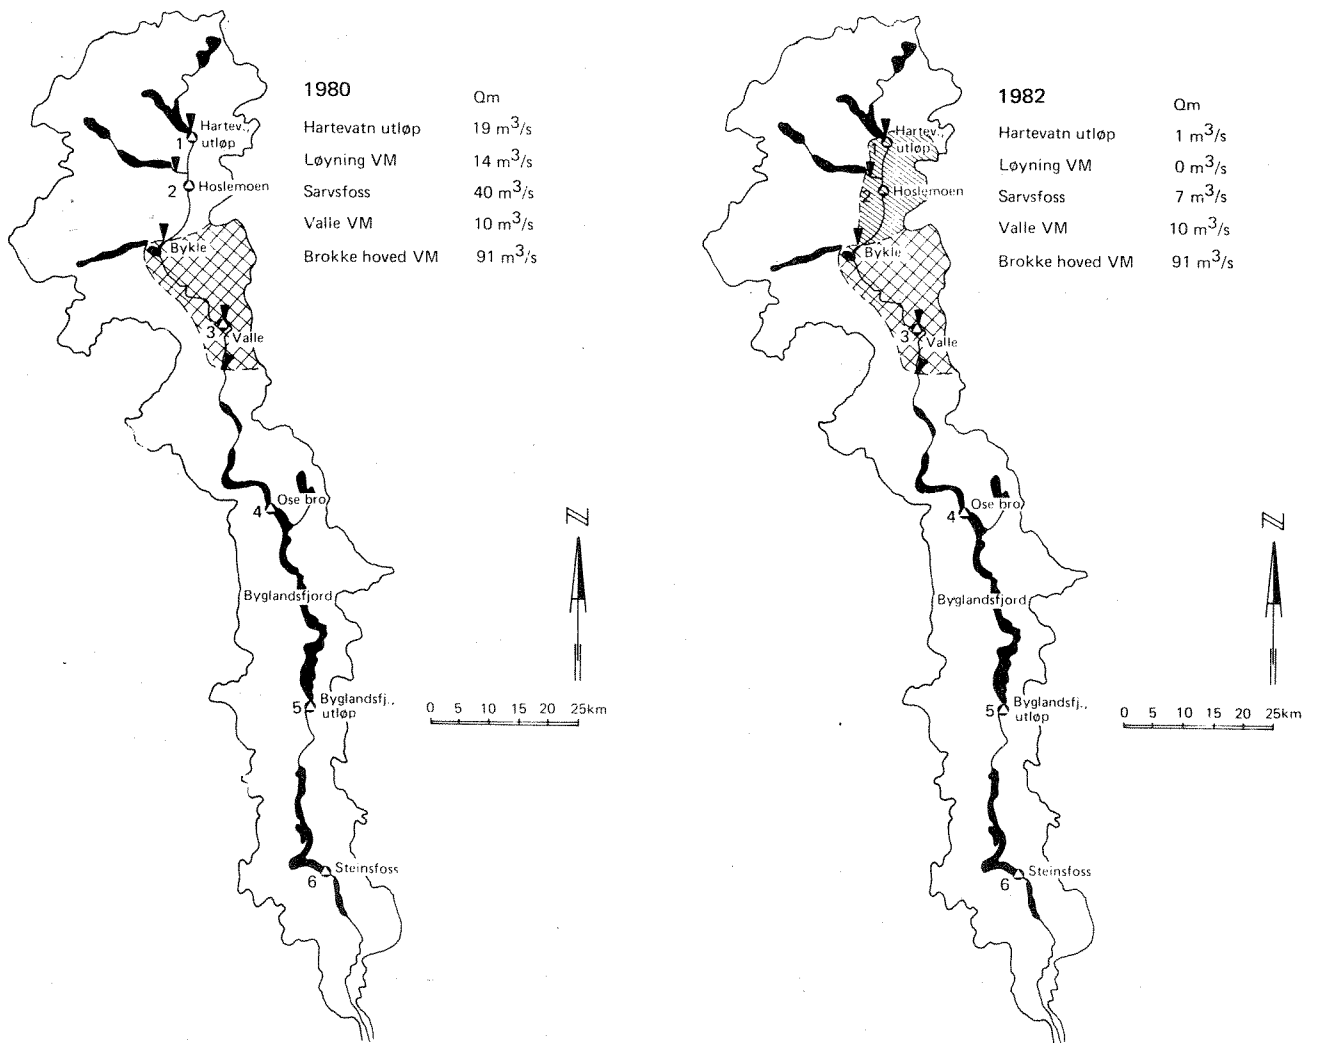 1980
Qm
Hartevatn utløp 19 m³/s
Løyning VM 14 m³/s
Sarvsfoss 40 m³/s
Valle VM 10 m³/s
Brokke hoved VM 91 m³/s
Hartev.,
1 utløp
2 Hoslemoen
Bykle
3 Valle
4 Ose bro
Byglandsfjord
5 Byglandsfj.,
utløp
6 Steinsfoss
N
0 5 10 15 20 25km
1982
Qm
Hartevatn utløp 1 m³/s
Løyning VM 0 m³/s
Sarvsfoss 7 m³/s
Valle VM 10 m³/s
Brokke hoved VM 91 m³/s
Hartev.,
1 utløp
2 Hoslemoen
Bykle
3 Valle
4 Ose bro
Byglandsfjord
5 Byglandsfj.,
utløp
6 Steinsfoss
N
0 5 10 15 20 25km